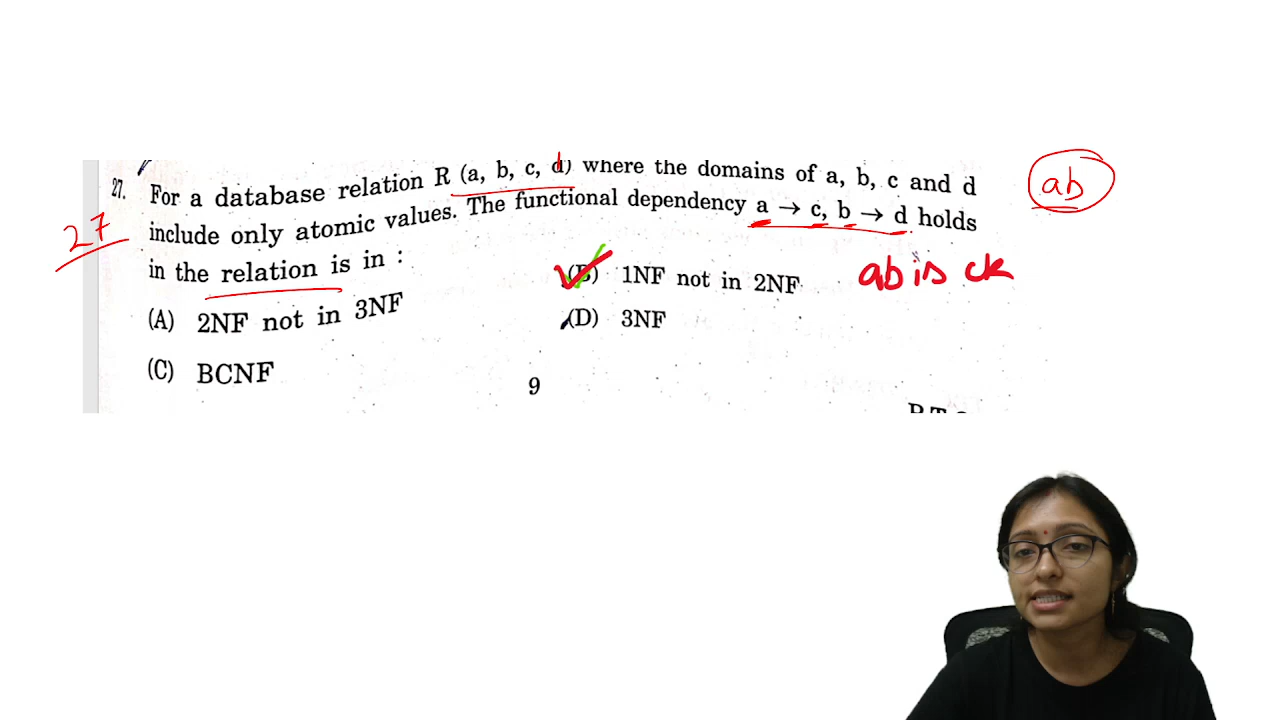 27. For a database relation R (a, b, c, d) where the domains of a, b, c and d
include only atomic values. The functional dependency a → c, b → d holds
in the relation is in :
(A) 2NF not in 3NF
(B) 1NF not in 2NF
(C) BCNF
(D) 3NF
9
27
ab
ab is ck